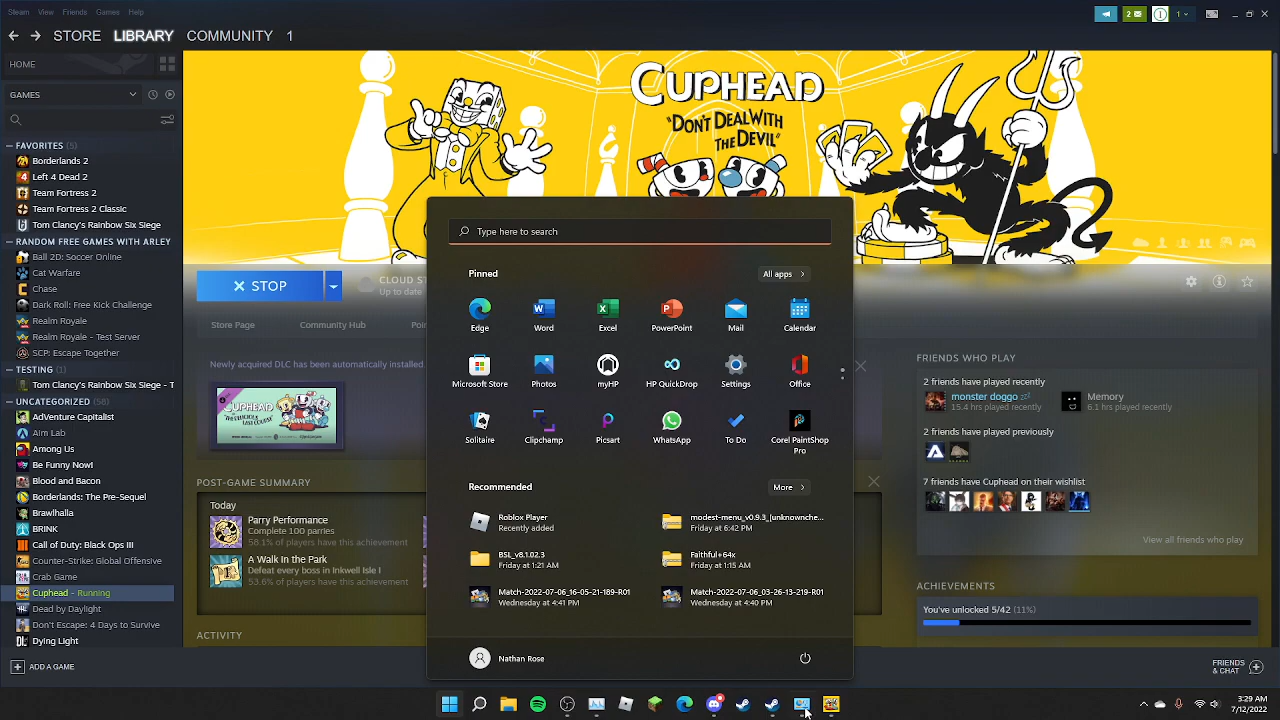 Steam View Friends Games Help
2
1
1
STORE LIBRARY COMMUNITY 1
CUPHEAD
"DON'T DEAL WITH
THE DEVIL"
HOME
GAMES
FAVORITES (5)
Borderlands 2
Left 4 Dead 2
Team Fortress 2
Team Fortress 2 Classic
Tom Clancy's Rainbow Six Siege
RANDOM FREE GAMES WITH ARLEY
Ball 2D: Soccer Online
Cat Warfare
Chase
Dark Roll: Free Kick Challenge
Realm Royale
Realm Royale - Test Server
SCP: Escape Together
TESTING (1)
Tom Clancy's Rainbow Six Siege - T
UNCATEGORIZED (58)
Adventure Capitalist
Aim Lab
Among Us
Be Funny Now!
Blood and Bacon
Borderlands: The Pre-Sequel
Brawlhalla
BRINK
Call of Duty: Black Ops III
Counter-Strike: Global Offensive
Crab Game
Cuphead - Running
Dead by Daylight
Don't Escape: 4 Days to Survive
Dying Light
ADD A GAME
STOP
CLOUD ST
Up to date
Store Page Community Hub Poi
Newly acquired DLC has been automatically installed.
CUPHEAD
POST-GAME SUMMARY
Today
Parry Performance
Complete 100 parries
58.1% of players have this achievement
A Walk In the Park
Defeat every boss in Inkwell Isle I
53.6% of players have this achievement
ACTIVITY
Type here to search
Pinned
All apps
Edge Word Excel PowerPoint Mail Calendar
Microsoft Store Photos myHP HP QuickDrop Settings Office
Solitaire Clipchamp Picsart WhatsApp To Do Corel PaintShop
Pro
Recommended
More
Roblox Player
Recently added
modest-menu_v0.9.3_[unknownche...
Friday at 6:42 PM
BSL_v8.1.02.3
Friday at 1:21 AM
Faithful+64x
Friday at 1:15 AM
Match-2022-07-06_16-05-21-189-R01
Wednesday at 4:41 PM
Match-2022-07-06_03-26-13-219-R01
Wednesday at 4:40 PM
Nathan Rose
FRIENDS WHO PLAY
2 friends have played recently
monster doggo
15.4 hrs played recently
Memory
6.1 hrs played recently
2 friends have played previously
7 friends have Cuphead on their wishlist
View all friends who play
ACHIEVEMENTS
You've unlocked 5/42 (11%)
FRIENDS
& CHAT
3:29 AM
7/12/2022